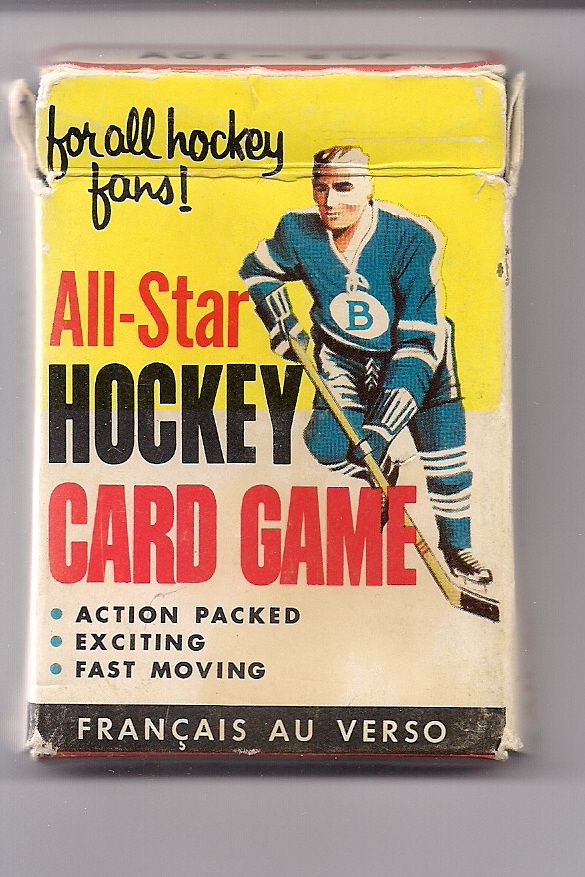 for all hockey
fans!
All-Star
HOCKEY
CARD GAME
B
• ACTION PACKED
• EXCITING
• FAST MOVING
FRANÇAIS AU VERSO